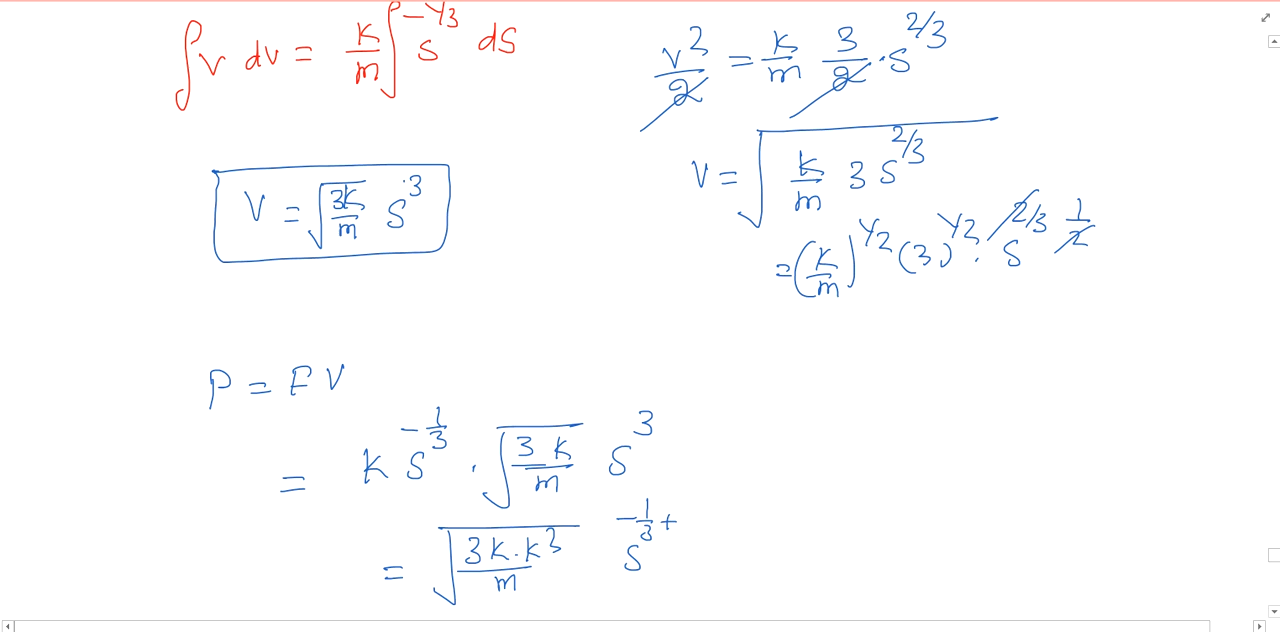 ∫v dv = k/m ∫s^-1/3 ds
v²/2 = k/m 3/2 · s^2/3
v = √(k/m 3 s^2/3)
v = √(3k/m) s^.3
= (k/m)^1/2 (3)^1/2 · s^2/3 1/2
P = F V
= k s^-1/3 · √(3 k/m) s^3
= √(3k·k^3/m) s^-1/3 +